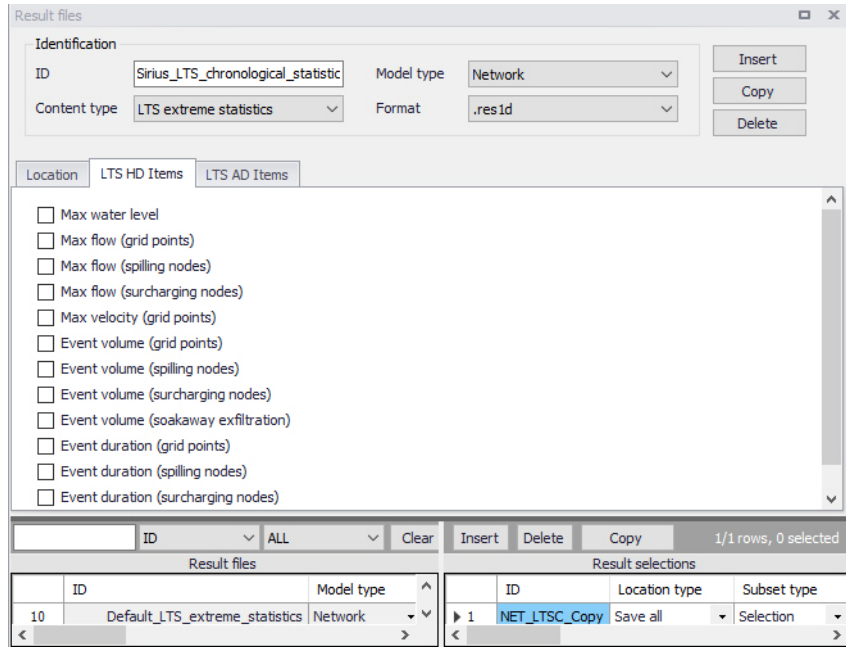 Result files
Identification
ID Sirius_LTS_chronological_statistic Model type Network Insert
Copy
Content type LTS extreme statistics Format .res1d
Delete
Location LTS HD Items LTS AD Items
Max water level
Max flow (grid points)
Max flow (spilling nodes)
Max flow (surcharging nodes)
Max velocity (grid points)
Event volume (grid points)
Event volume (spilling nodes)
Event volume (surcharging nodes)
Event volume (soakaway exfiltration)
Event duration (grid points)
Event duration (spilling nodes)
Event duration (surcharging nodes)
ID ALL Clear Insert Delete Copy 1/1 rows, 0 selected
Result files Result selections
ID Model type ID Location type Subset type
10 Default_LTS_extreme_statistics Network 1 NET_LTSC_Copy Save all Selection